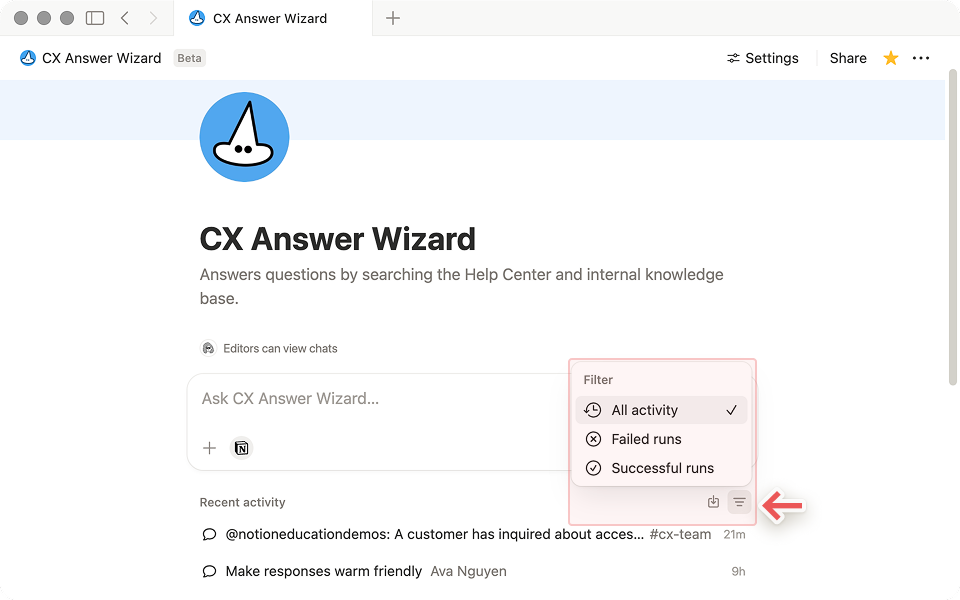 CX Answer Wizard
CX Answer Wizard Beta Settings Share
CX Answer Wizard
Answers questions by searching the Help Center and internal knowledge
base.
Editors can view chats
Ask CX Answer Wizard...
Filter
All activity
Failed runs
Successful runs
Recent activity
@notioneducationdemos: A customer has inquired about acces... #cx-team 21m
Make responses warm friendly Ava Nguyen 9h